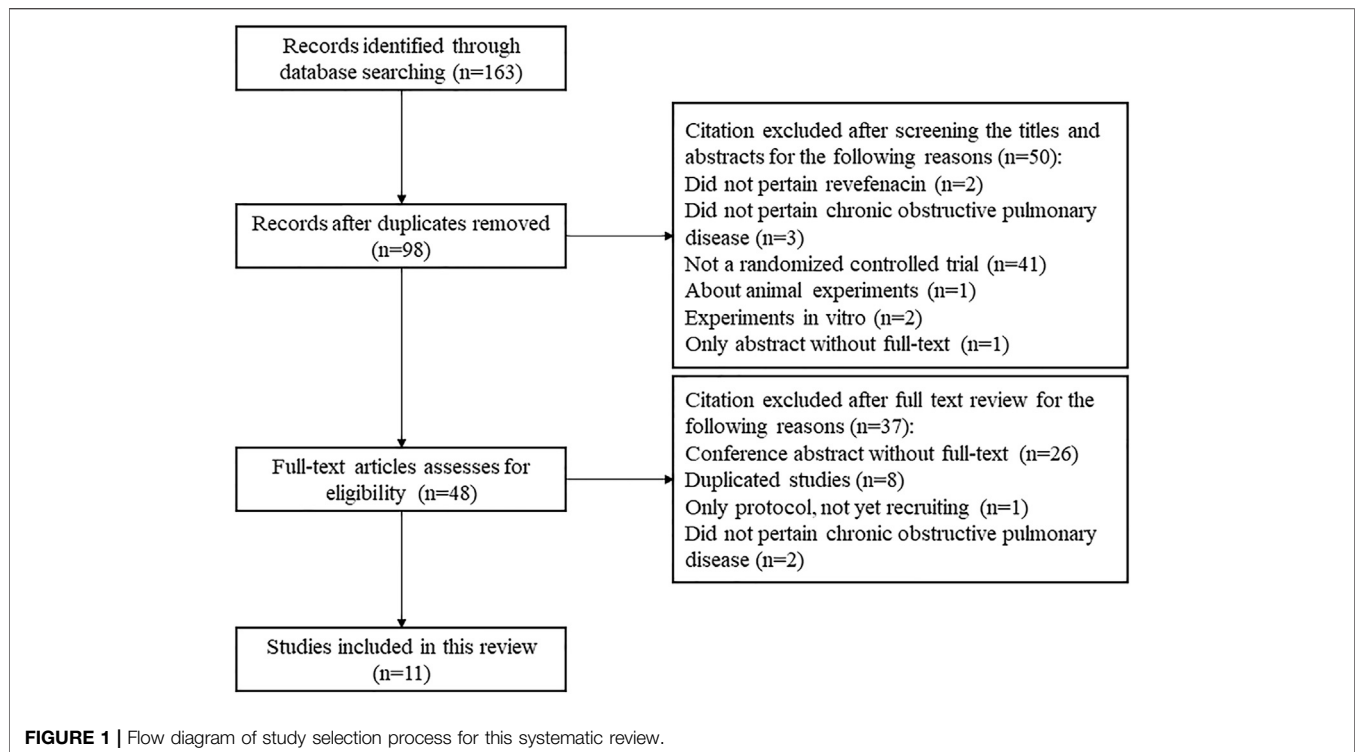 Records identified through
database searching (n=163)
Citation excluded after screening the titles and
abstracts for the following reasons (n=50):
Did not pertain revefenacin (n=2)
Did not pertain chronic obstructive pulmonary
disease (n=3)
Not a randomized controlled trial (n=41)
About animal experiments (n=1)
Experiments in vitro (n=2)
Only abstract without full-text (n=1)
Records after duplicates removed
(n=98)
Citation excluded after full text review for the
following reasons (n=37):
Conference abstract without full-text (n=26)
Duplicated studies (n=8)
Only protocol, not yet recruiting (n=1)
Did not pertain chronic obstructive pulmonary
disease (n=2)
Full-text articles assesses for
eligibility (n=48)
Studies included in this review
(n=11)
FIGURE 1 | Flow diagram of study selection process for this systematic review.